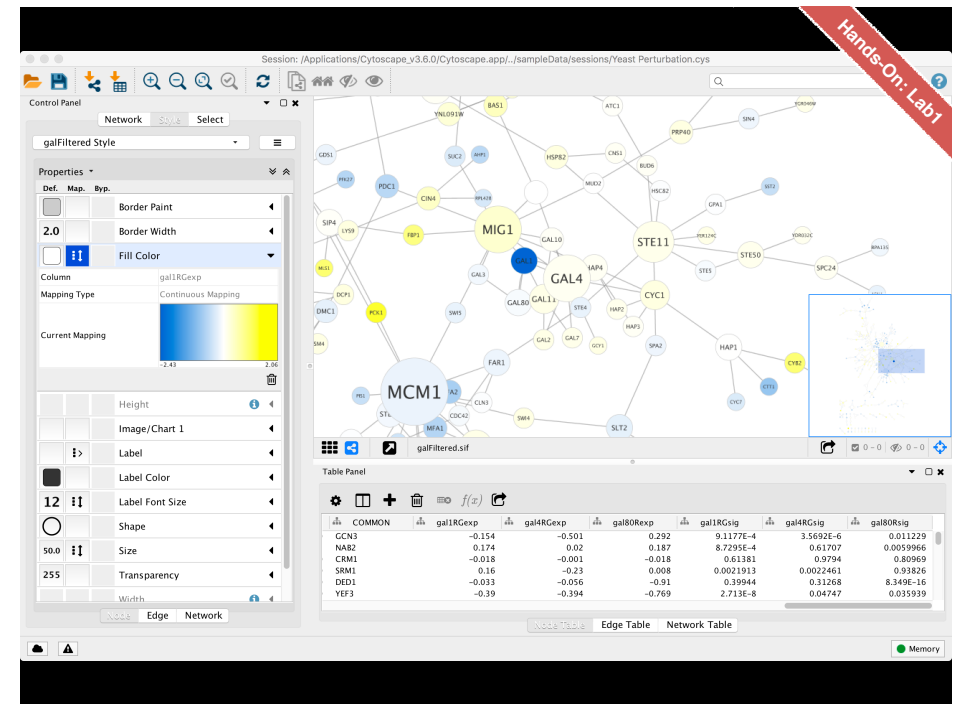 Hands-On: Lab1
Session: /Applications/Cytoscape_v3.6.0/Cytoscape.app/../sampleData/sessions/Yeast Perturbation.cys
Control Panel
Network Style Select
galFiltered Style
Properties
Def. Map. Byp.
Border Paint
2.0 Border Width
Fill Color
Column gal1RGexp
Mapping Type Continuous Mapping
Current Mapping
-2.43 2.06
Height
Image/Chart 1
Label
Label Color
12 Label Font Size
Shape
50.0 Size
255 Transparency
Width
Node Edge Network
BAS1
ATC1
YNL091W
SIN4
PRP40
GDS1
SUC2
AHP1
HSP82
CNS1
BUD6
PDC1
MUD2
HSC82
CIN4
RPL42B
GPA1
SIP4
LYS9
FBP1
MIG1
GAL10
STE11
STE50
SPC24
MLS1
GAL3
GAL4
HAP4
STE5
DCP1
GAL80
GAL11
CYC1
DMC1
PCK1
SWI5
STE4
HAP2
HAP3
GAL2
GAL7
GCY1
SPA2
HAP1
FAR1
CYB2
MCM1
CTT1
CYC7
CLN3
CDC42
SWI4
MFA1
SLT2
galFiltered.sif
0 - 0
0 - 0
Table Panel
f(x)
COMMON gal1RGexp gal4RGexp gal80Rexp gal1RGsig gal4RGsig gal80Rsig
GCN3 -0.154 -0.501 0.292 9.1177E-4 3.5692E-6 0.011229
NAB2 0.174 0.02 0.187 8.7295E-4 0.61707 0.0059966
CRM1 -0.018 -0.001 -0.018 0.61381 0.9794 0.80969
SRM1 0.16 -0.23 0.008 0.0021913 0.0022461 0.93826
DED1 -0.033 -0.056 -0.91 0.39944 0.31268 8.349E-16
YEF3 -0.39 -0.394 -0.769 2.713E-8 0.04747 0.035939
Node Table Edge Table Network Table
Memory